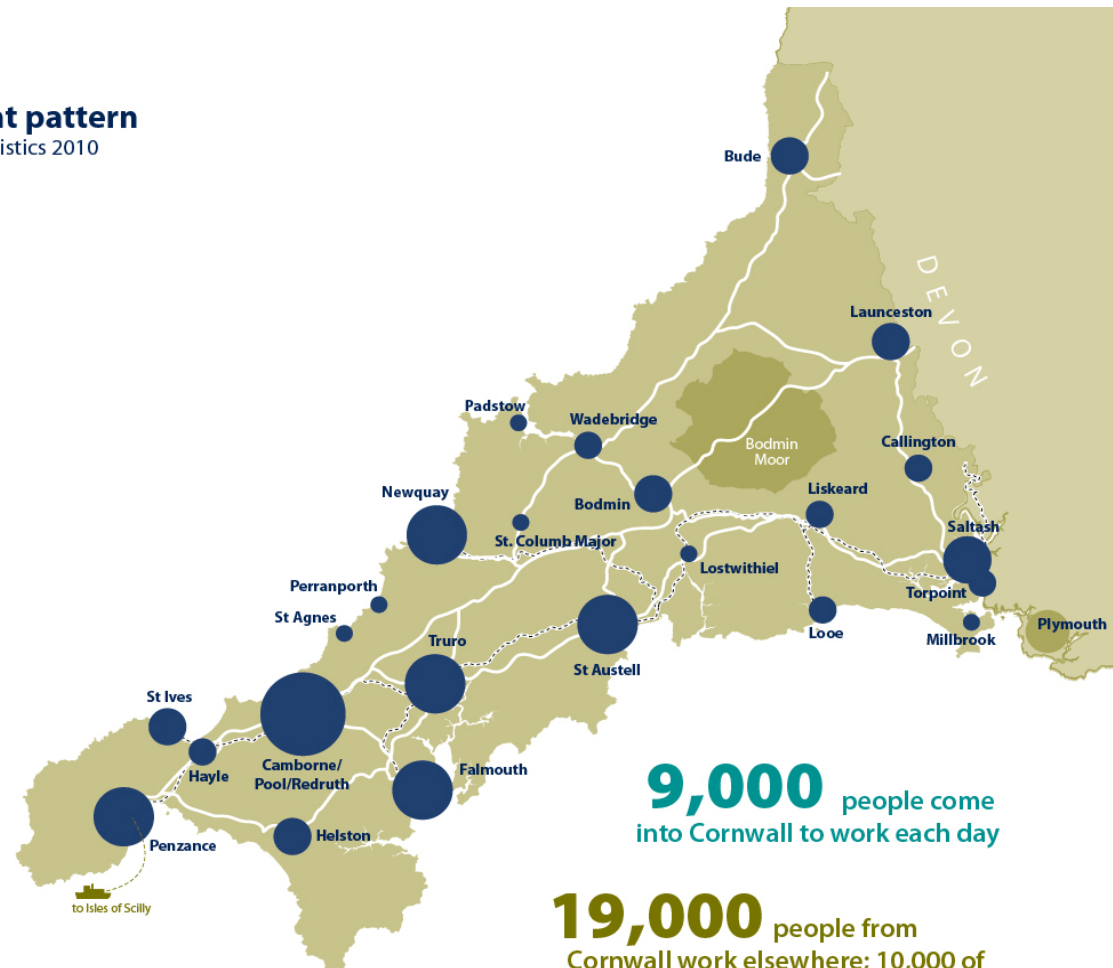 pattern
2010
Bude
DEVON
Launceston
Padstow
Wadebridge
Callington
Bodmin
Moor
Newquay
Bodmin
Liskeard
St. Columb Major
Saltash
Lostwithiel
Perranporth
Torpoint
St Agnes
Truro
Looe
Millbrook
Plymouth
St Austell
St Ives
Hayle
Camborne/
Pool/Redruth
Falmouth
Penzance
Helston
to Isles of Scilly
9,000 people come
into Cornwall to work each day
19,000 people from
Cornwall work elsewhere; 10,000 of